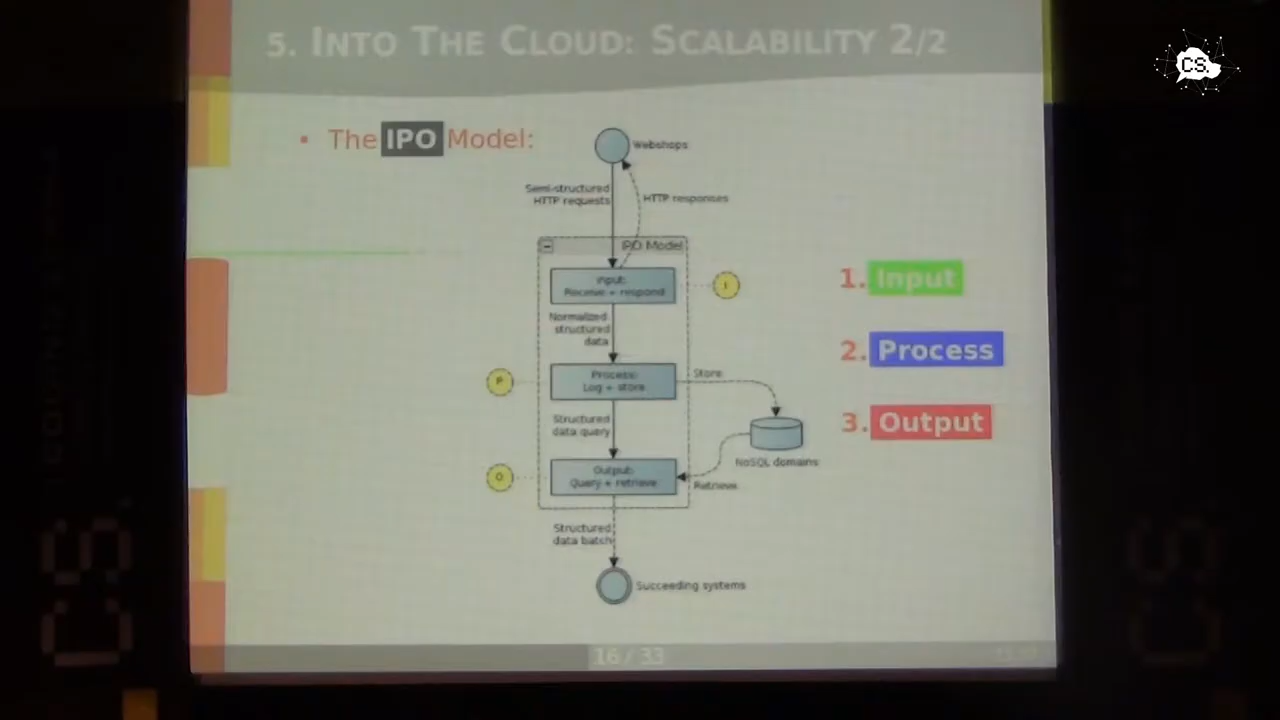 5. INTO THE CLOUD: SCALABILITY 2/2
CS.
• The IPO Model:
Webshops
Semi-structured
HTTP requests
HTTP responses
IPO Model
Input:
Receive + respond
I
Normalized
structured
data
Process:
Log + store
P
Store
Structured
data query
NoSQL domains
Output:
Query + retrieve
O
Retrieve
Structured
data batch
Succeeding systems
1. Input
2. Process
3. Output
16 / 33
CS.
CS